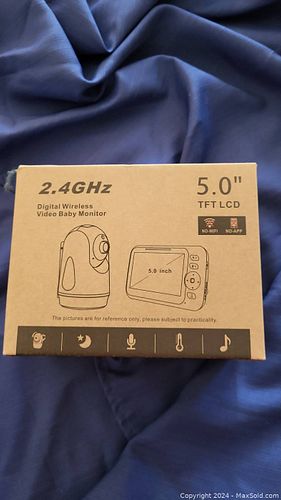 2.4GHz
Digital Wireless
Video Baby Monitor
5.0"
TFT LCD
NO-WIFI NO-APP
5.0 inch
The pictures are for reference only, please subject to practicality.
Copyright 2024 - MaxSold.com